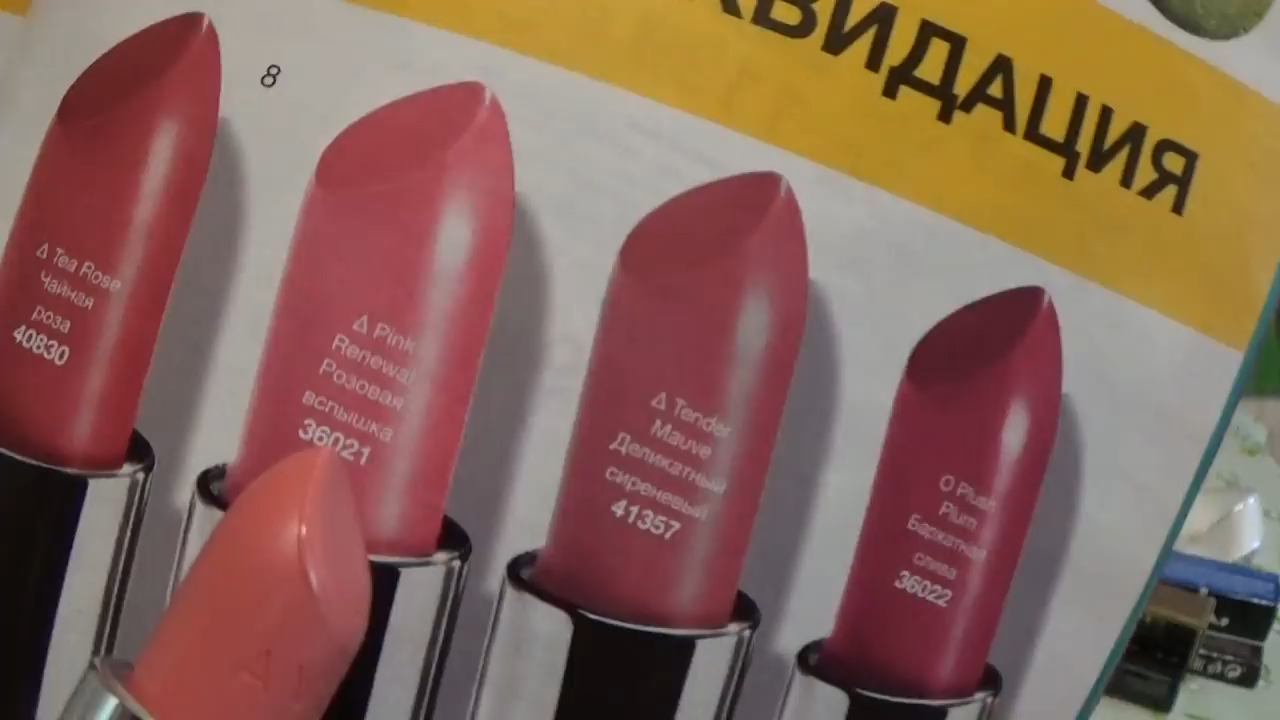 КВИДАЦИЯ
8
Δ Tea Rose
Чайная
роза
40830
Δ Pink
Renewal
Розовая
вспышка
36021
Δ Tender
Mauve
Деликатный
сиреневый
41357
O Plush
Plum
Бархатная
слива
36022